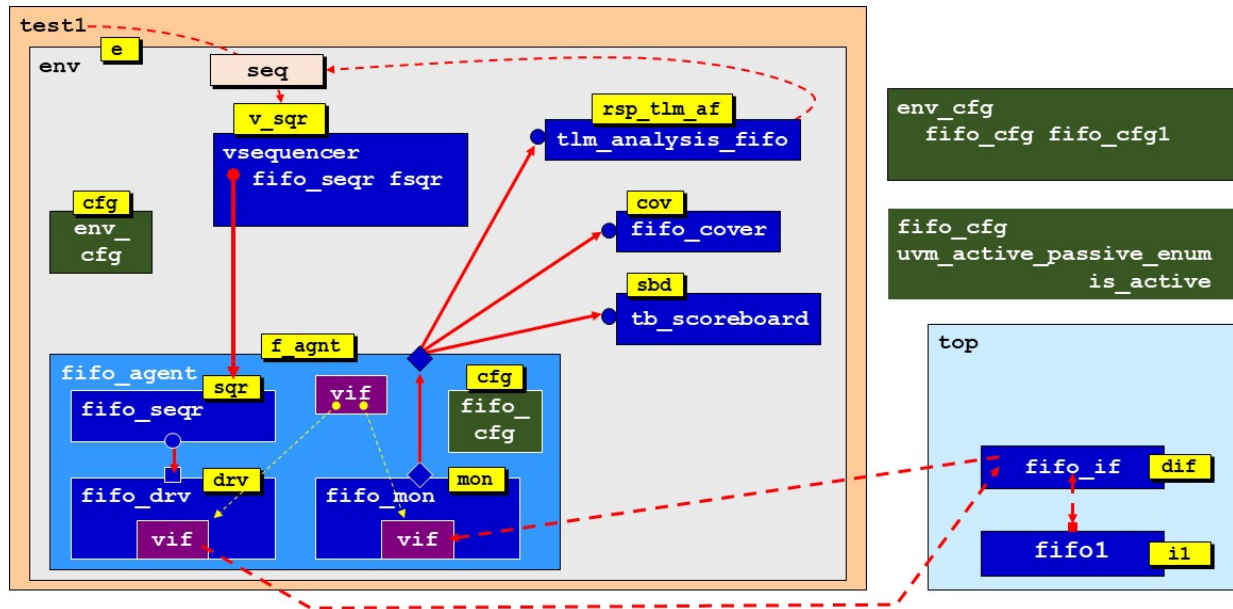 test1
e
env
seq
v_sqr
vsequencer
fifo_seqr fsqr
rsp_tlm_af
tlm_analysis_fifo
cfg
env_
cfg
cov
fifo_cover
sbd
tb_scoreboard
f_agnt
fifo_agent
sqr
fifo_seqr
vif
cfg
fifo_
cfg
drv
fifo_drv
vif
mon
fifo_mon
vif
env_cfg
fifo_cfg fifo_cfg1
fifo_cfg
uvm_active_passive_enum
is_active
top
fifo_if
dif
fifo1
i1